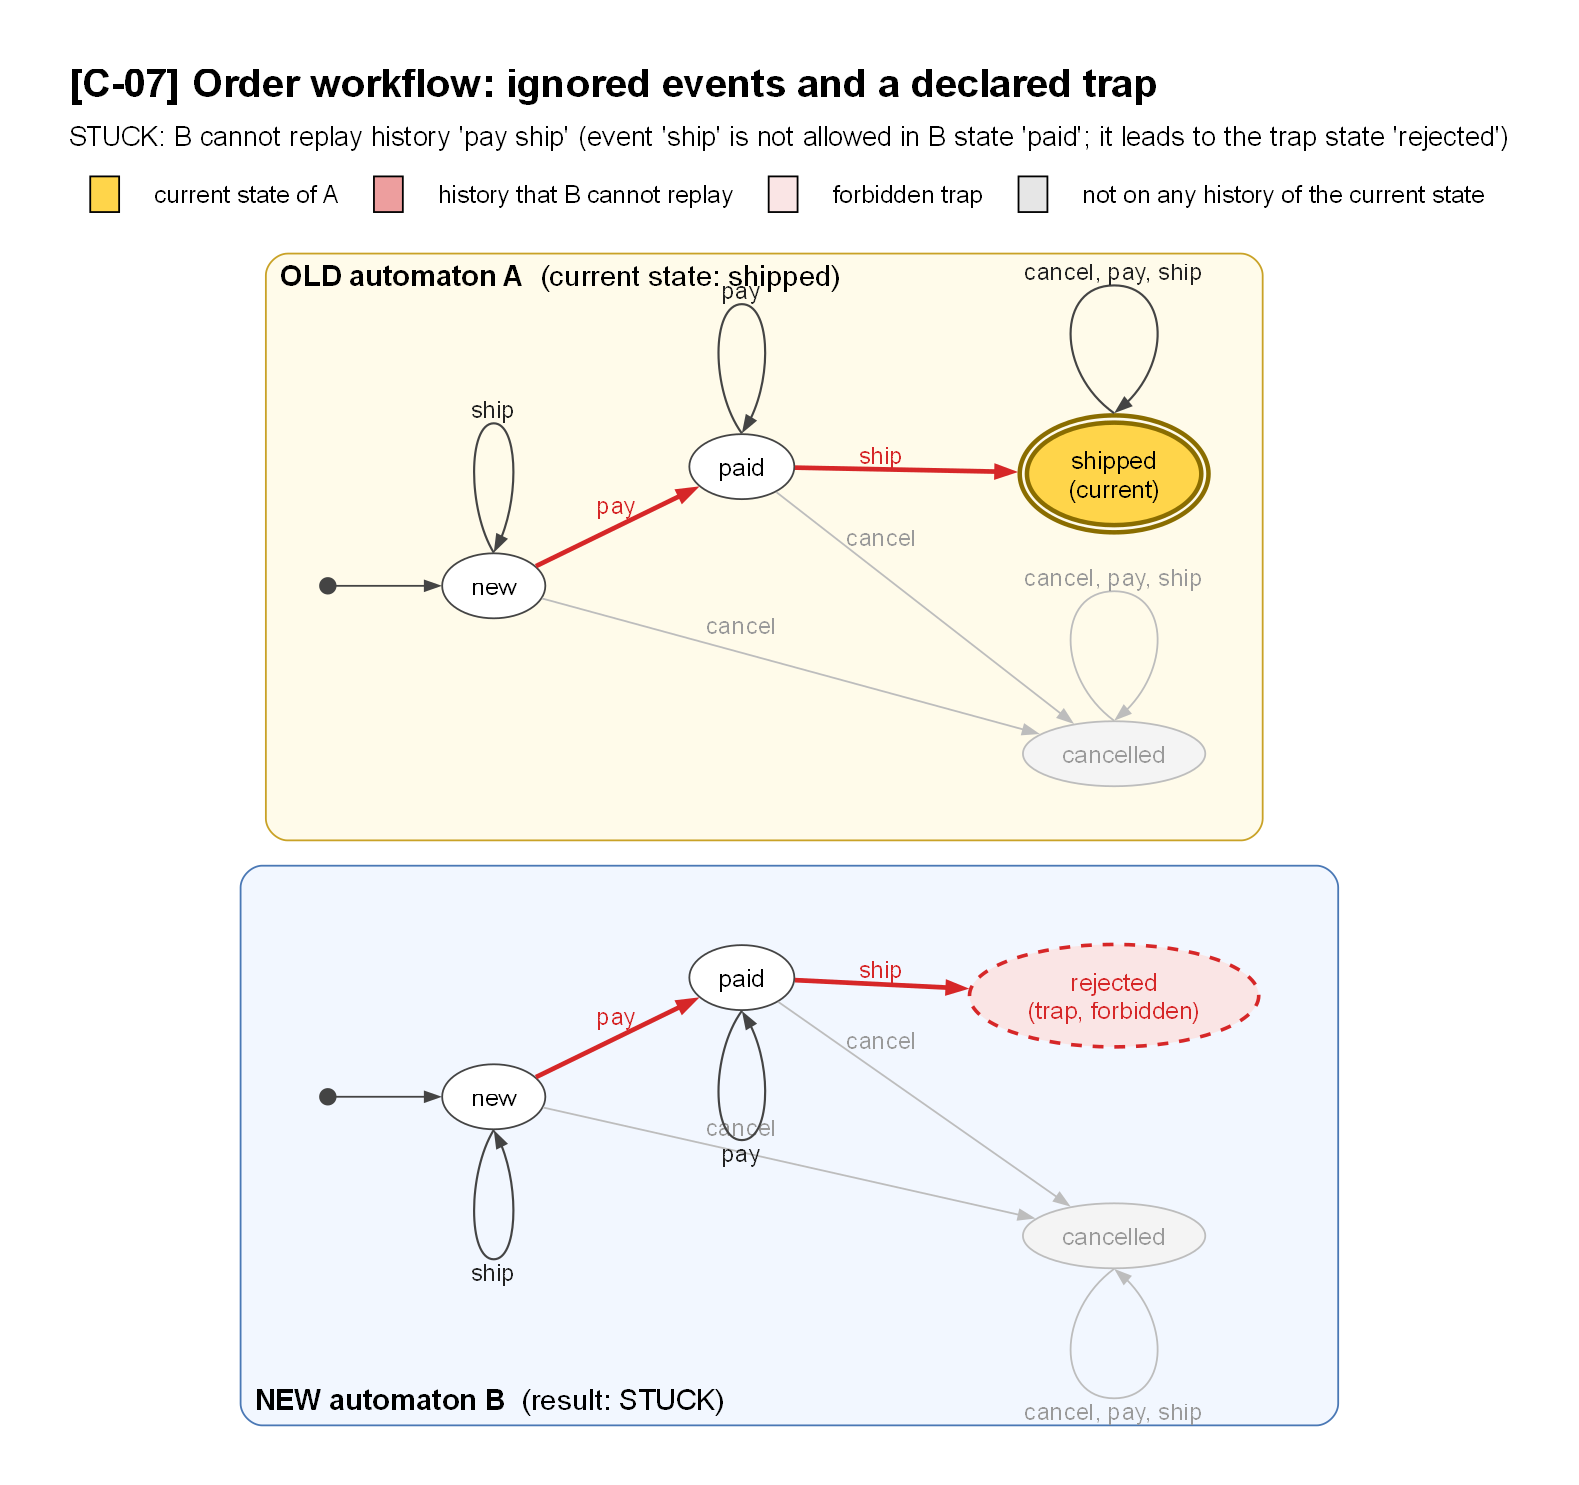 [C-07] Order workflow: ignored events and a declared trap
STUCK: B cannot replay history 'pay ship' (event 'ship' is not allowed in B state 'paid'; it leads to the trap state 'rejected')
current state of A
history that B cannot replay
forbidden trap
not on any history of the current state
OLD automaton A (current state: shipped)
cancel, pay, ship
pay
ship
paid
ship
shipped
(current)
pay
cancel
cancel, pay, ship
new
cancel
cancelled
paid
ship
rejected
(trap, forbidden)
pay
cancel
new
cancel
pay
cancelled
ship
NEW automaton B (result: STUCK)
cancel, pay, ship